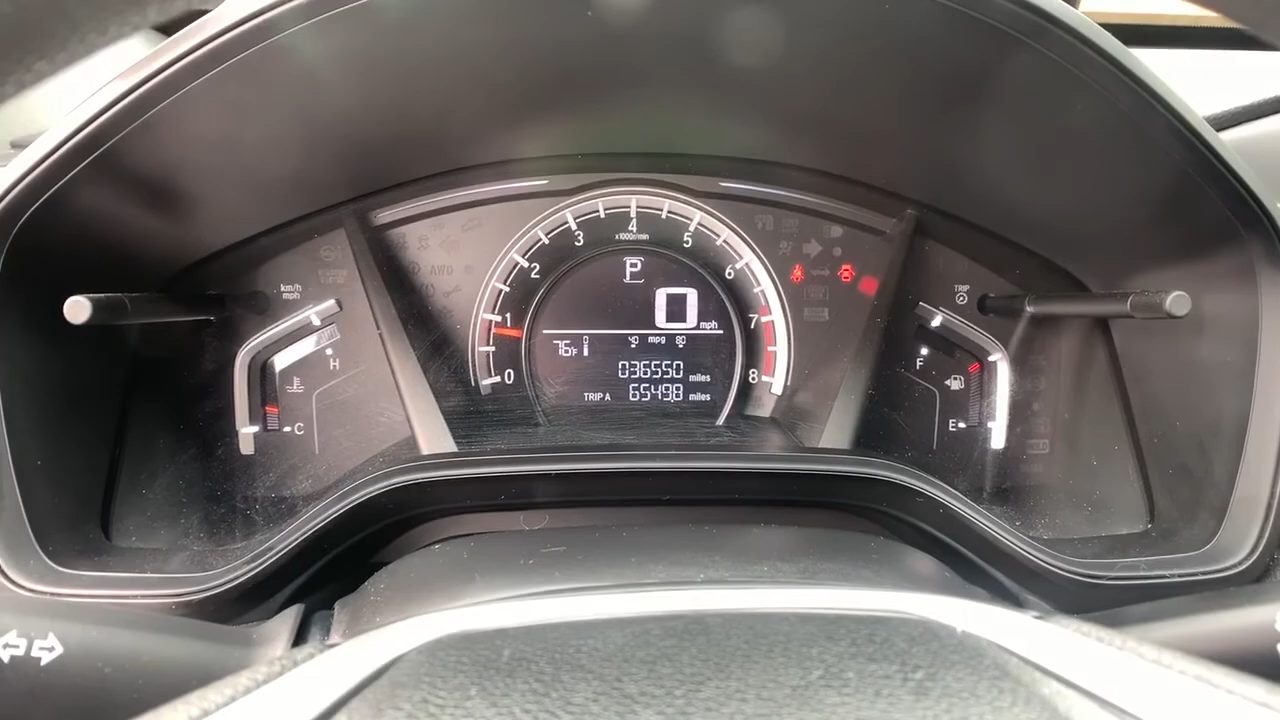 km/h
mph
H
C
AWD
0
1
2
3
4
5
6
7
8
x1000r/min
P
0 mph
76°F
0 40 mpg 80
036550 miles
TRIP A 6549.8 miles
TRIP
F
E